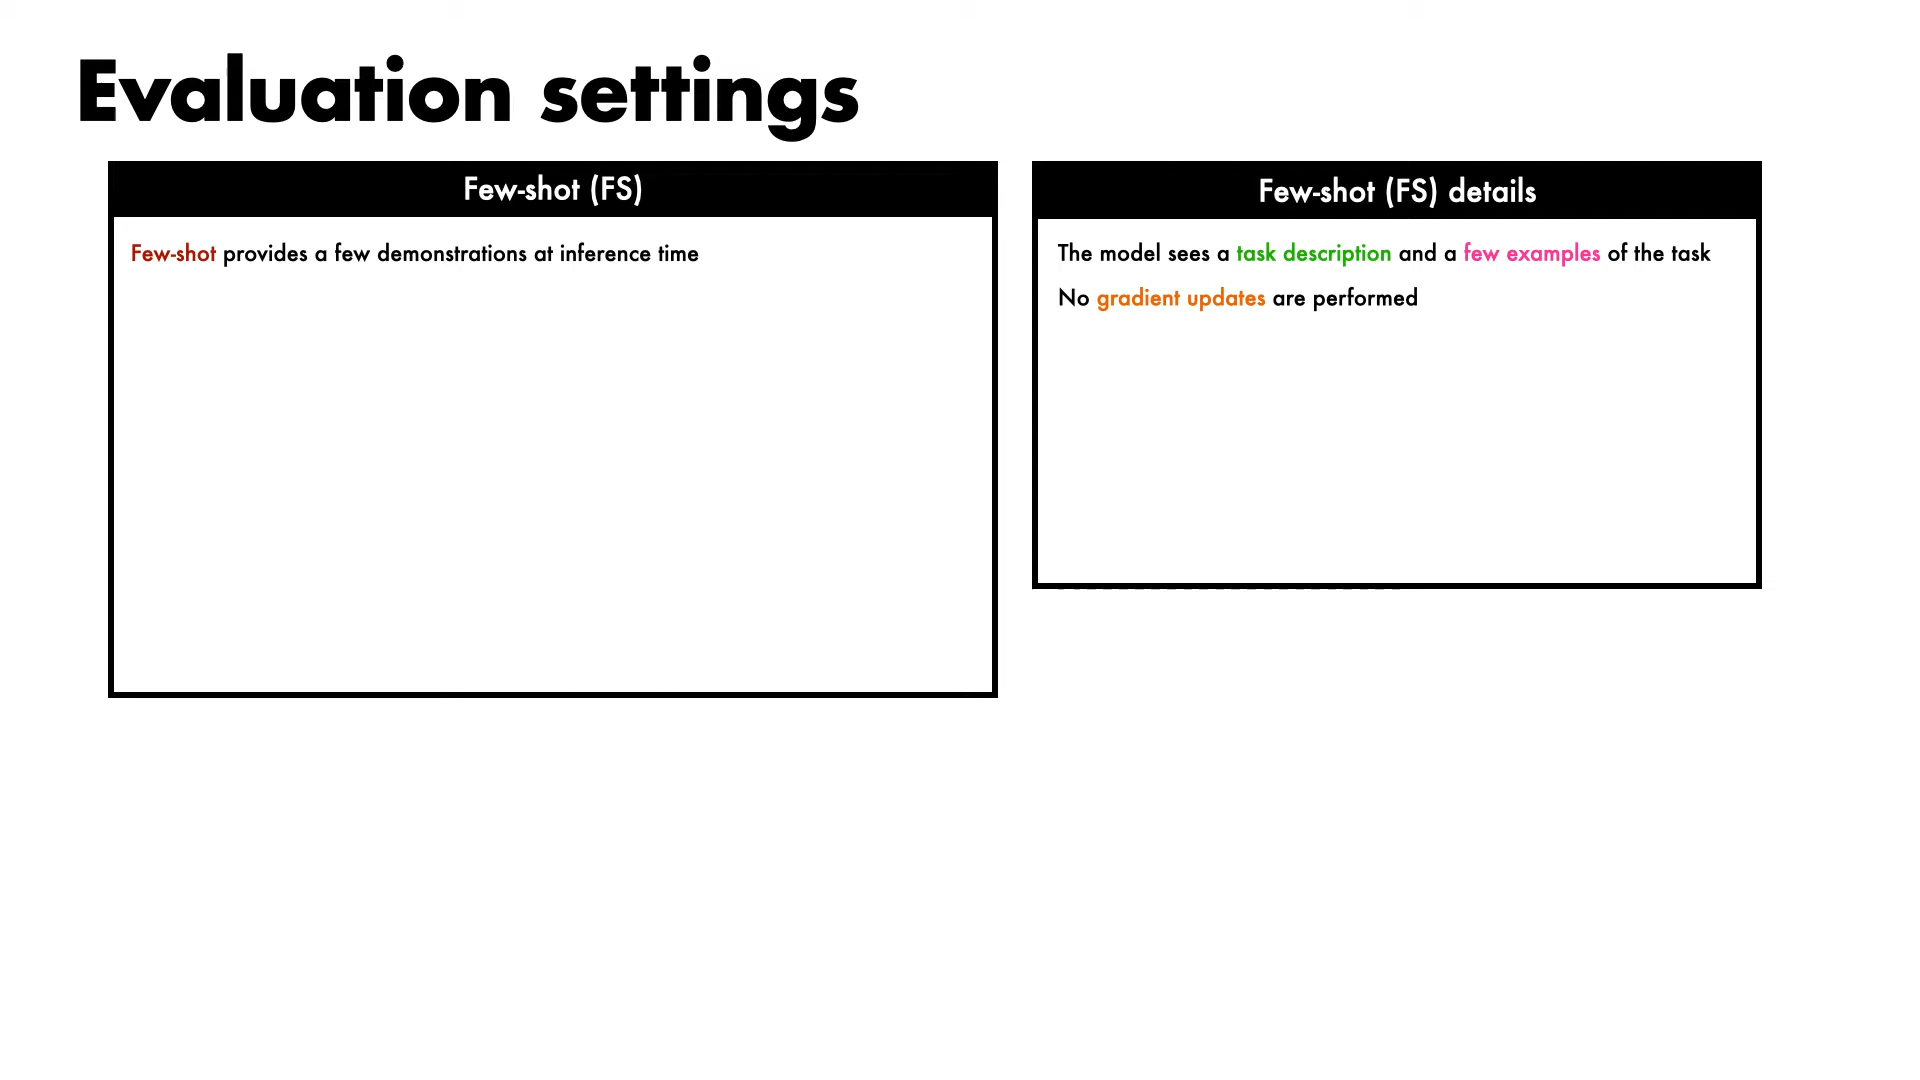 Evaluation settings
Few-shot (FS)
Few-shot provides a few demonstrations at inference time
Few-shot (FS) details
The model sees a task description and a few examples of the task
No gradient updates are performed